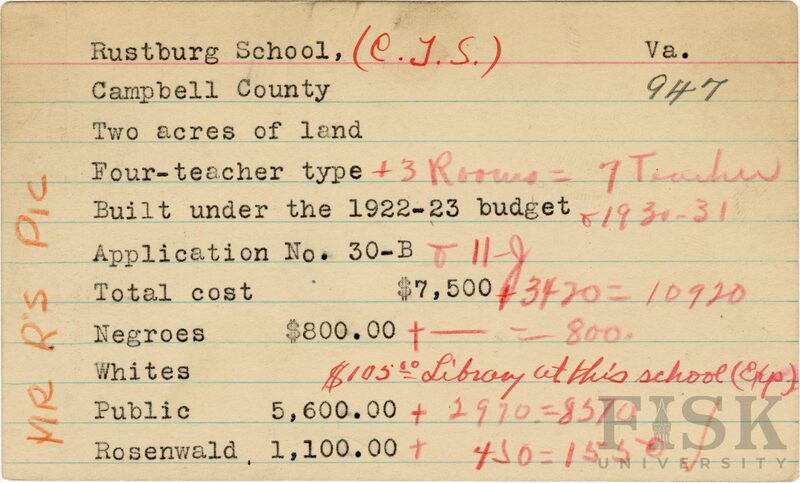 Rustburg School, (C.T.S.) Va.
Campbell County 947
Two acres of land
Four-teacher type + 3 Rooms = 7 Teacher
Built under the 1922-23 budget & 1930-31
Application No. 30-B & 11-J
Total cost $7,500 + 3420 = 10920
Negroes $800.00 + — = 800.
Whites $105.00 Library at this school (Exp.)
Public 5,600.00 + 2970 = 8570
Rosenwald 1,100.00 + 450 = 1550
MR R'S PIC
FISK
UNIVERSITY